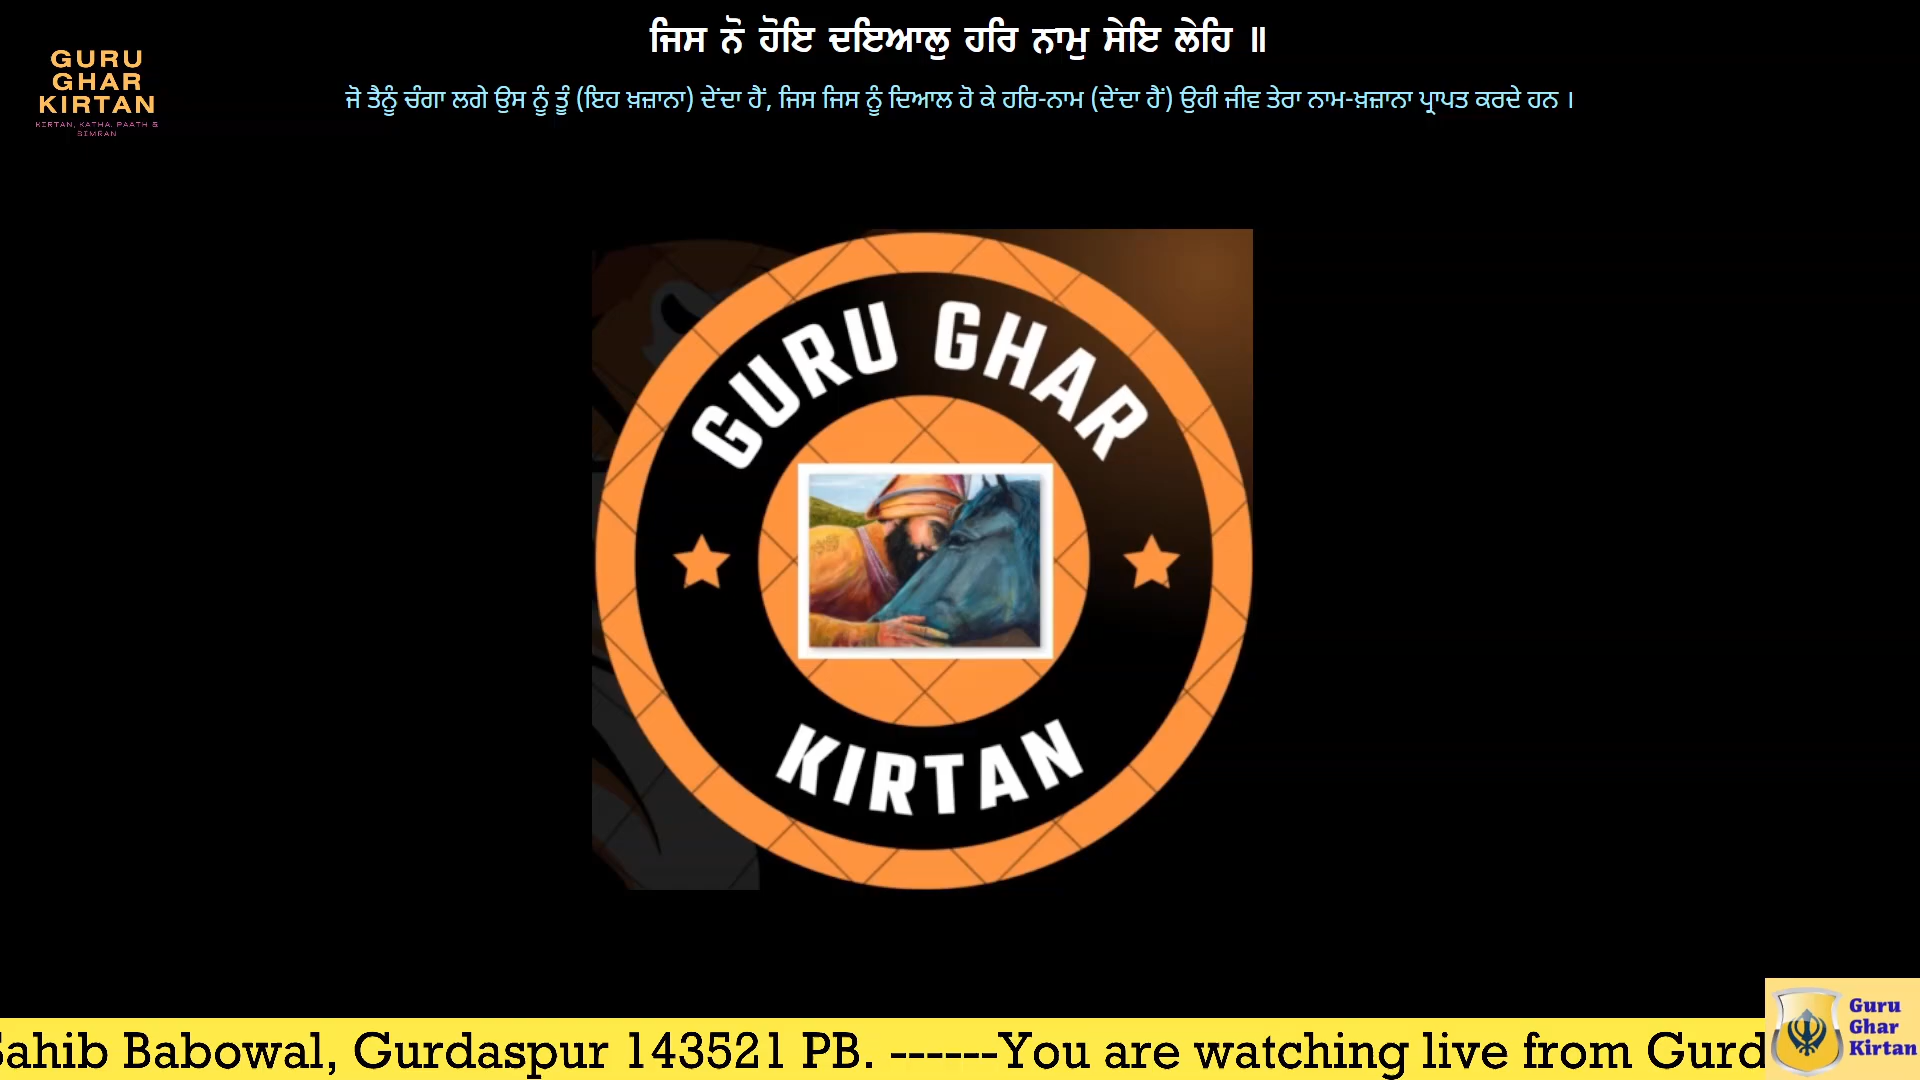 ਜਿਸ ਨੋ ਹੋਇ ਦਇਆਲੁ ਹਰਿ ਨਾਮੁ ਸੇਇ ਲੇਹਿ ॥
ਜੋ ਤੈਨੂੰ ਚੰਗਾ ਲਗੇ ਉਸ ਨੂੰ ਤੂੰ (ਇਹ ਖ਼ਜ਼ਾਨਾ) ਦੇਂਦਾ ਹੈਂ, ਜਿਸ ਜਿਸ ਨੂੰ ਦਿਆਲ ਹੋ ਕੇ ਹਰਿ-ਨਾਮ (ਦੇਂਦਾ ਹੈਂ) ਉਹੀ ਜੀਵ ਤੇਰਾ ਨਾਮ-ਖ਼ਜ਼ਾਨਾ ਪ੍ਰਾਪਤ ਕਰਦੇ ਹਨ ।
GURU
GHAR
KIRTAN
KIRTAN, KATHA, PAATH &
SIMRAN
GURU GHAR
KIRTAN
Sahib Babowal, Gurdaspur 143521 PB. ------You are watching live from Gurd
Guru
Ghar
Kirtan